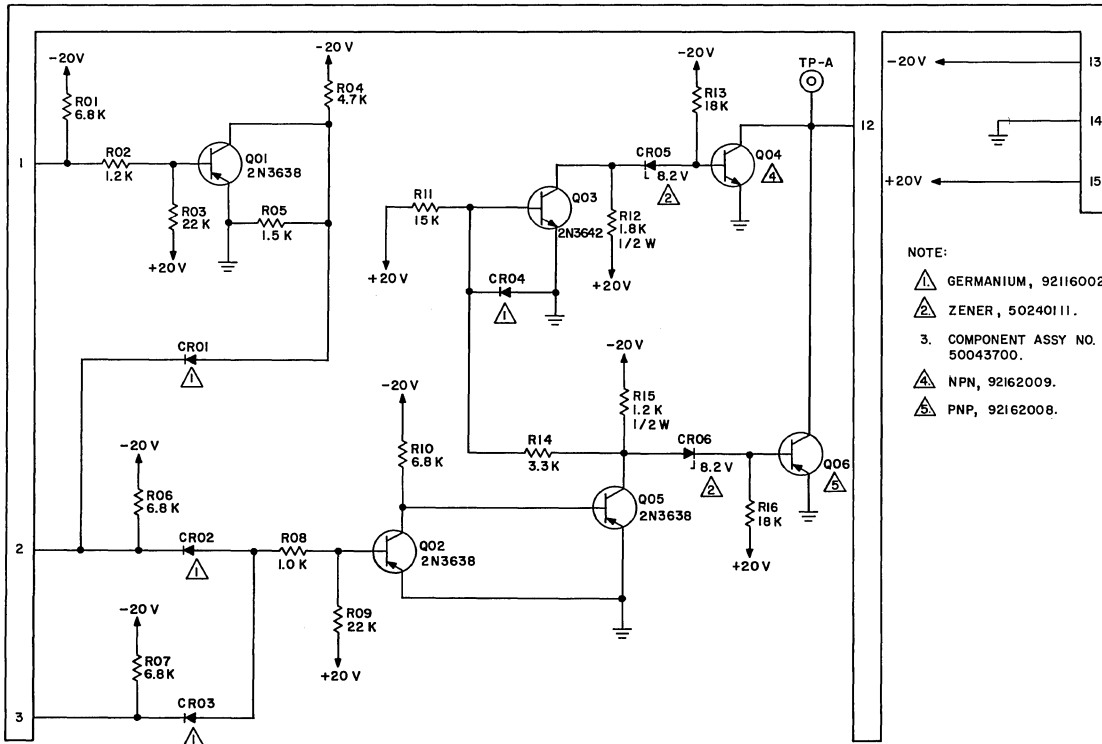 -20V
R01
6.8K
1
R02
1.2K
Q01
2N3638
R03
22K
+20V
-20V
R04
4.7K
R05
1.5K
CR01
1
-20V
R06
6.8K
2
CR02
1
R08
1.0K
-20V
R07
6.8K
3
CR03
1
-20V
R10
6.8K
Q02
2N3638
R09
22K
+20V
R11
15K
+20V
Q03
2N3642
CR04
1
R12
1.8K
1/2 W
+20V
CR05
8.2V
2
-20V
R13
18K
Q04
4
TP-A
12
-20V
R15
1.2K
1/2 W
R14
3.3K
CR06
8.2V
2
Q05
2N3638
R16
18K
+20V
Q06
5
-20V
13
14
+20V
15
NOTE:
1. GERMANIUM, 92116002
2. ZENER, 50240111.
3. COMPONENT ASSY NO.
50043700.
4. NPN, 92162009.
5. PNP, 92162008.